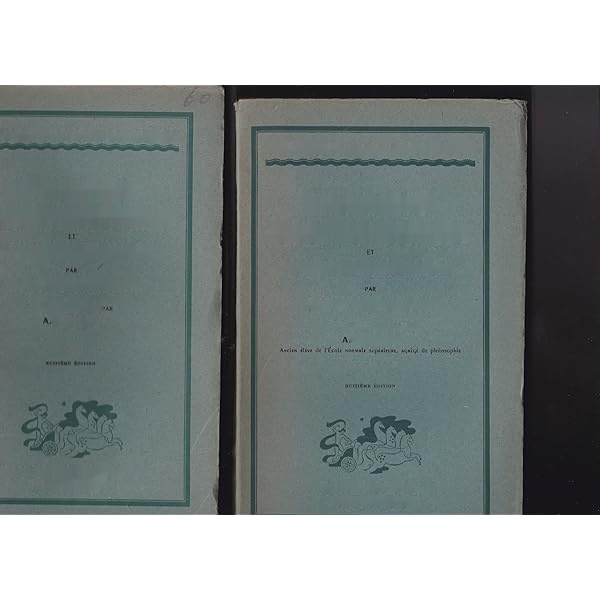 60
ET
PAR
PAR
A.
HUITIÈME ÉDITION
ET
PAR
A.
Ancien élève de l'École normale supérieure, agrégé de philosophie
HUITIÈME ÉDITION